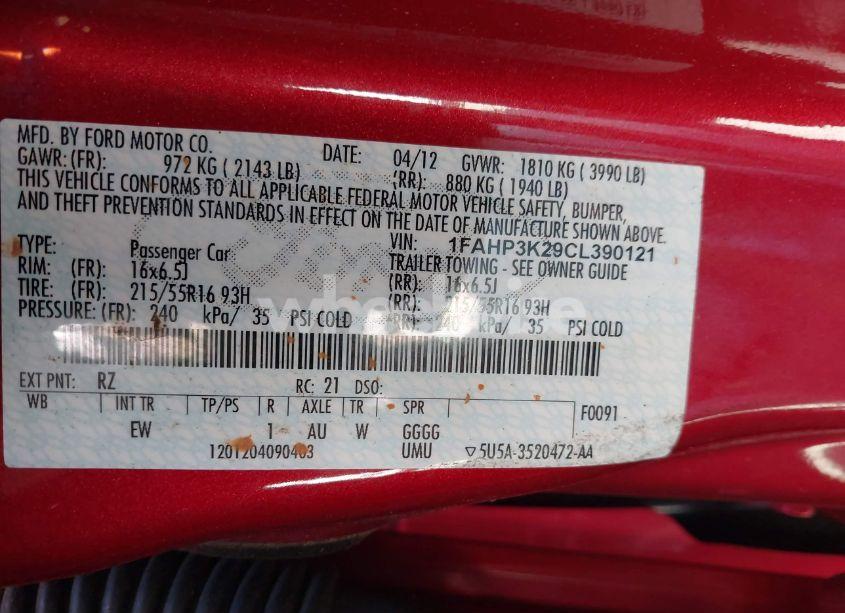 MFD. BY FORD MOTOR CO.
DATE: 04/12 GVWR: 1810 KG ( 3990 LB)
GAWR: (FR): 972 KG ( 2143 LB) (RR): 880 KG ( 1940 LB)
THIS VEHICLE CONFORMS TO ALL APPLICABLE FEDERAL MOTOR VEHICLE SAFETY, BUMPER,
AND THEFT PREVENTION STANDARDS IN EFFECT ON THE DATE OF MANUFACTURE SHOWN ABOVE.
VIN: 1FAHP3K29CL390121
TYPE: Passenger Car TRAILER TOWING - SEE OWNER GUIDE
RIM: (FR): 16x6.5J (RR): 16x6.5J
TIRE: (FR): 215/55R16 93H (RR): 215/55R16 93H
PRESSURE: (FR): 240 kPa/ 35 PSI COLD (RR): 240 kPa/ 35 PSI COLD
EXT PNT: RZ RC: 21 DSO:
WB INT TR TP/PS R AXLE TR SPR F0091
EW 1 AU W GGGG
1201204090403 UMU ▽5U5A-3520472-AA